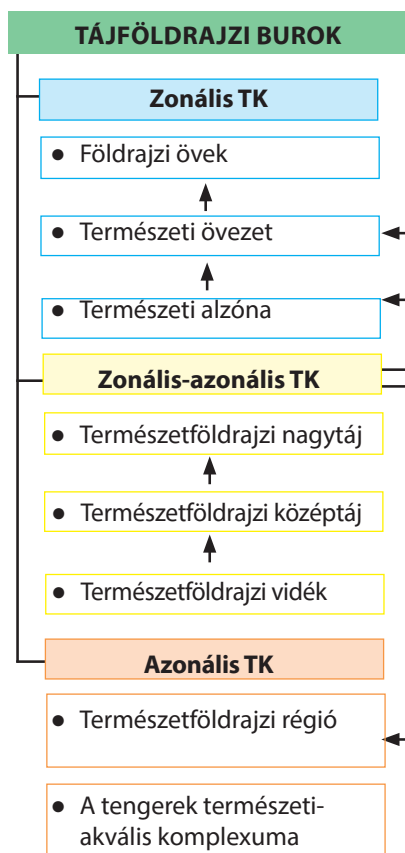 TÁJFÖLDRAJZI BUROK
Zonális TK
● Földrajzi övek
● Természeti övezet
● Természeti alzóna
Zonális-azonális TK
● Természetföldrajzi nagytáj
● Természetföldrajzi középtáj
● Természetföldrajzi vidék
Azonális TK
● Természetföldrajzi régió
● A tengerek természeti-
akvális komplexuma